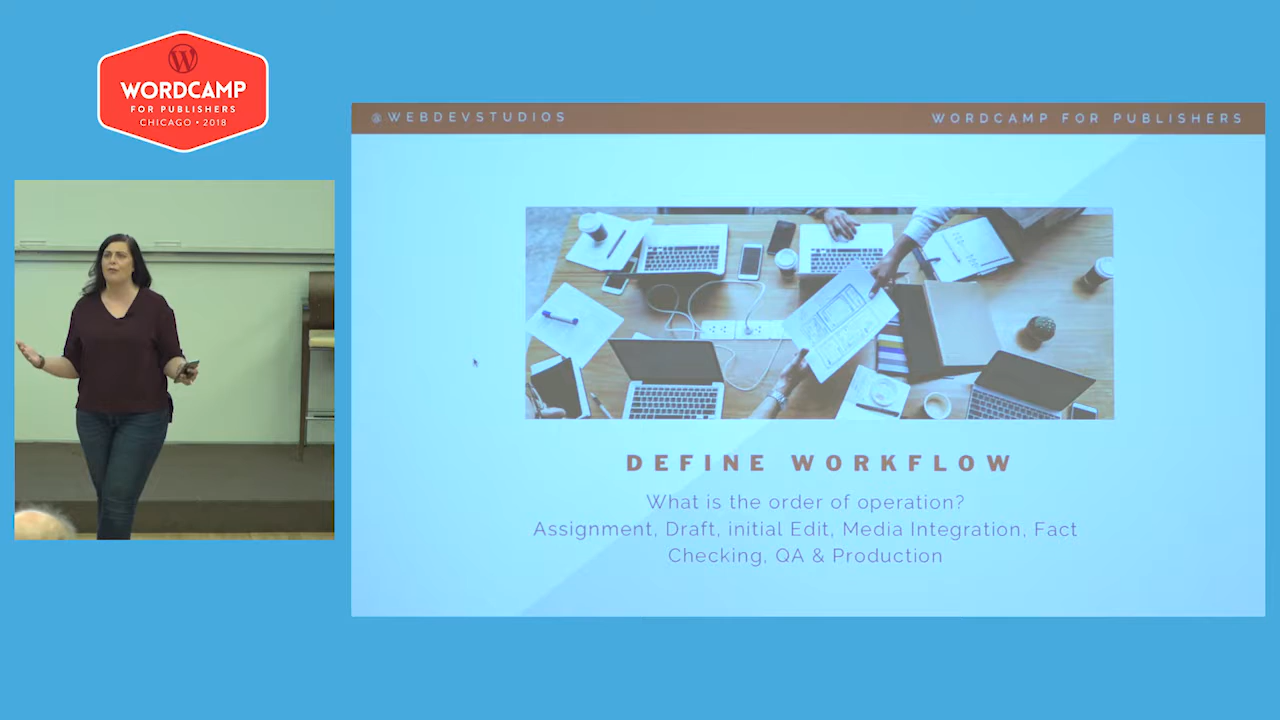 WORDCAMP
FOR PUBLISHERS
CHICAGO • 2018
@WEBDEVSTUDIOS
WORDCAMP FOR PUBLISHERS
DEFINE WORKFLOW
What is the order of operation?
Assignment, Draft, initial Edit, Media Integration, Fact
Checking, QA & Production